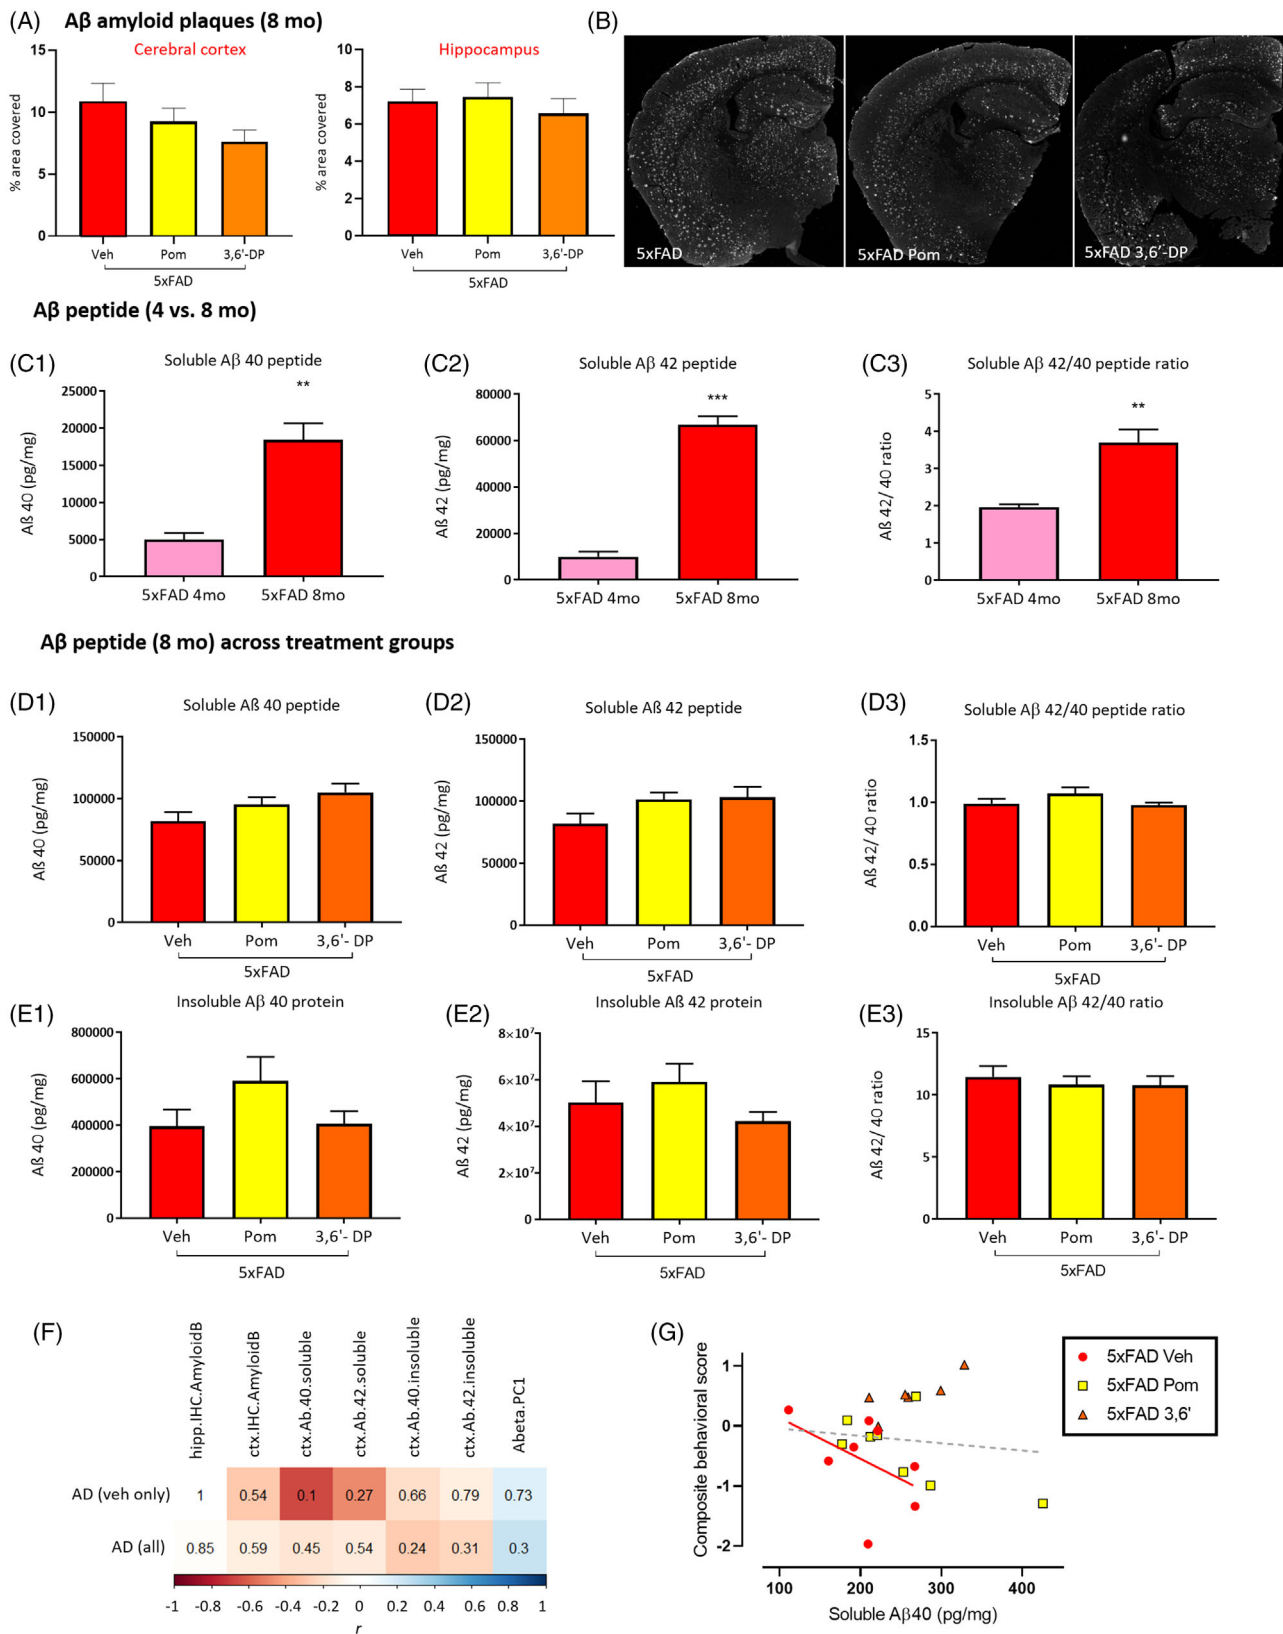 (A) Aβ amyloid plaques (8 mo)
Cerebral cortex
% area covered
15
10
5
0
Veh Pom 3,6'-DP
5xFAD
Hippocampus
% area covered
10
8
6
4
2
0
Veh Pom 3,6'-DP
5xFAD
(B)
5xFAD
5xFAD Pom
5xFAD 3,6’-DP
Aβ peptide (4 vs. 8 mo)
(C1)
Soluble Aβ 40 peptide
Aß 40 (pg/mg)
25000
20000
15000
10000
5000
0
**
5xFAD 4mo 5xFAD 8mo
(C2)
Soluble Aβ 42 peptide
Aß 42 (pg/mg)
80000
60000
40000
20000
0
***
5xFAD 4mo 5xFAD 8mo
(C3)
Soluble Aβ 42/40 peptide ratio
Aß 42/ 40 ratio
5
4
3
2
1
0
**
5xFAD 4mo 5xFAD 8mo
Aβ peptide (8 mo) across treatment groups
(D1)
Soluble Aß 40 peptide
Aß 40 (pg/mg)
150000
100000
50000
0
Veh Pom 3,6'- DP
5xFAD
(D2)
Soluble Aß 42 peptide
Aß 42 (pg/mg)
150000
100000
50000
0
Veh Pom 3,6'- DP
5xFAD
(D3)
Soluble Aβ 42/40 peptide ratio
Aß 42/ 40 ratio
1.5
1.0
0.5
0.0
Veh Pom 3,6'- DP
5xFAD
(E1)
Insoluble Aβ 40 protein
Aß 40 (pg/mg)
800000
600000
400000
200000
0
Veh Pom 3,6'- DP
5xFAD
(E2)
Insoluble Aß 42 protein
Aß 42 (pg/mg)
8×10⁷
6×10⁷
4×10⁷
2×10⁷
0
Veh Pom 3,6'- DP
5xFAD
(E3)
Insoluble Aβ 42/40 ratio
Aß 42/ 40 ratio
15
10
5
0
Veh Pom 3,6'- DP
5xFAD
(F)
hipp.IHC.AmyloidB
ctx.IHC.AmyloidB
ctx.Ab.40.soluble
ctx.Ab.42.soluble
ctx.Ab.40.insoluble
ctx.Ab.42.insoluble
Abeta.PC1
AD (veh only) 1 0.54 0.1 0.27 0.66 0.79 0.73
AD (all) 0.85 0.59 0.45 0.54 0.24 0.31 0.3
-1 -0.8 -0.6 -0.4 -0.2 0 0.2 0.4 0.6 0.8 1
r
(G)
Composite behavioral score
1
0
-1
-2
100 200 300 400
Soluble Aβ40 (pg/mg)
5xFAD Veh
5xFAD Pom
5xFAD 3,6'